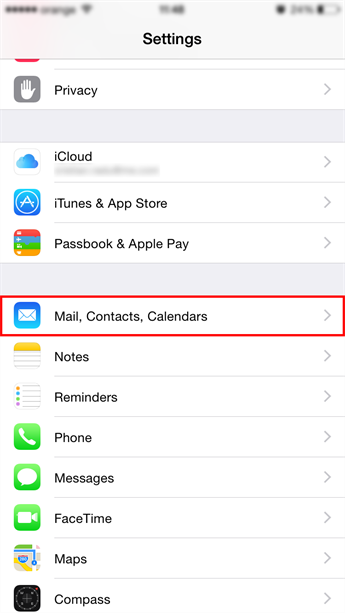 orange
11:48
24%
Settings
Privacy
iCloud
iTunes & App Store
Passbook & Apple Pay
Mail, Contacts, Calendars
Notes
Reminders
Phone
Messages
FaceTime
Maps
Compass